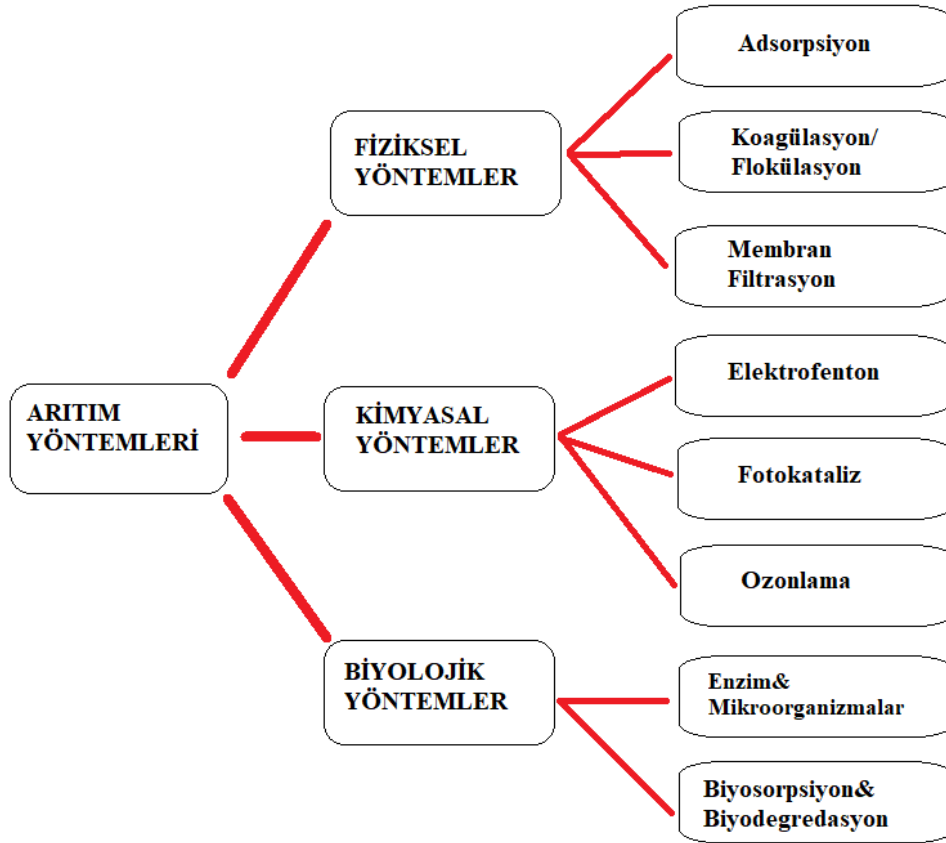 ARITIM
YÖNTEMLERİ
FİZİKSEL
YÖNTEMLER
Adsorpsiyon
Koagülasyon/
Flokülasyon
Membran
Filtrasyon
KİMYASAL
YÖNTEMLER
Elektrofenton
Fotokataliz
Ozonlama
BİYOLOJİK
YÖNTEMLER
Enzim&
Mikroorganizmalar
Biyosorpsiyon&
Biyodegredasyon